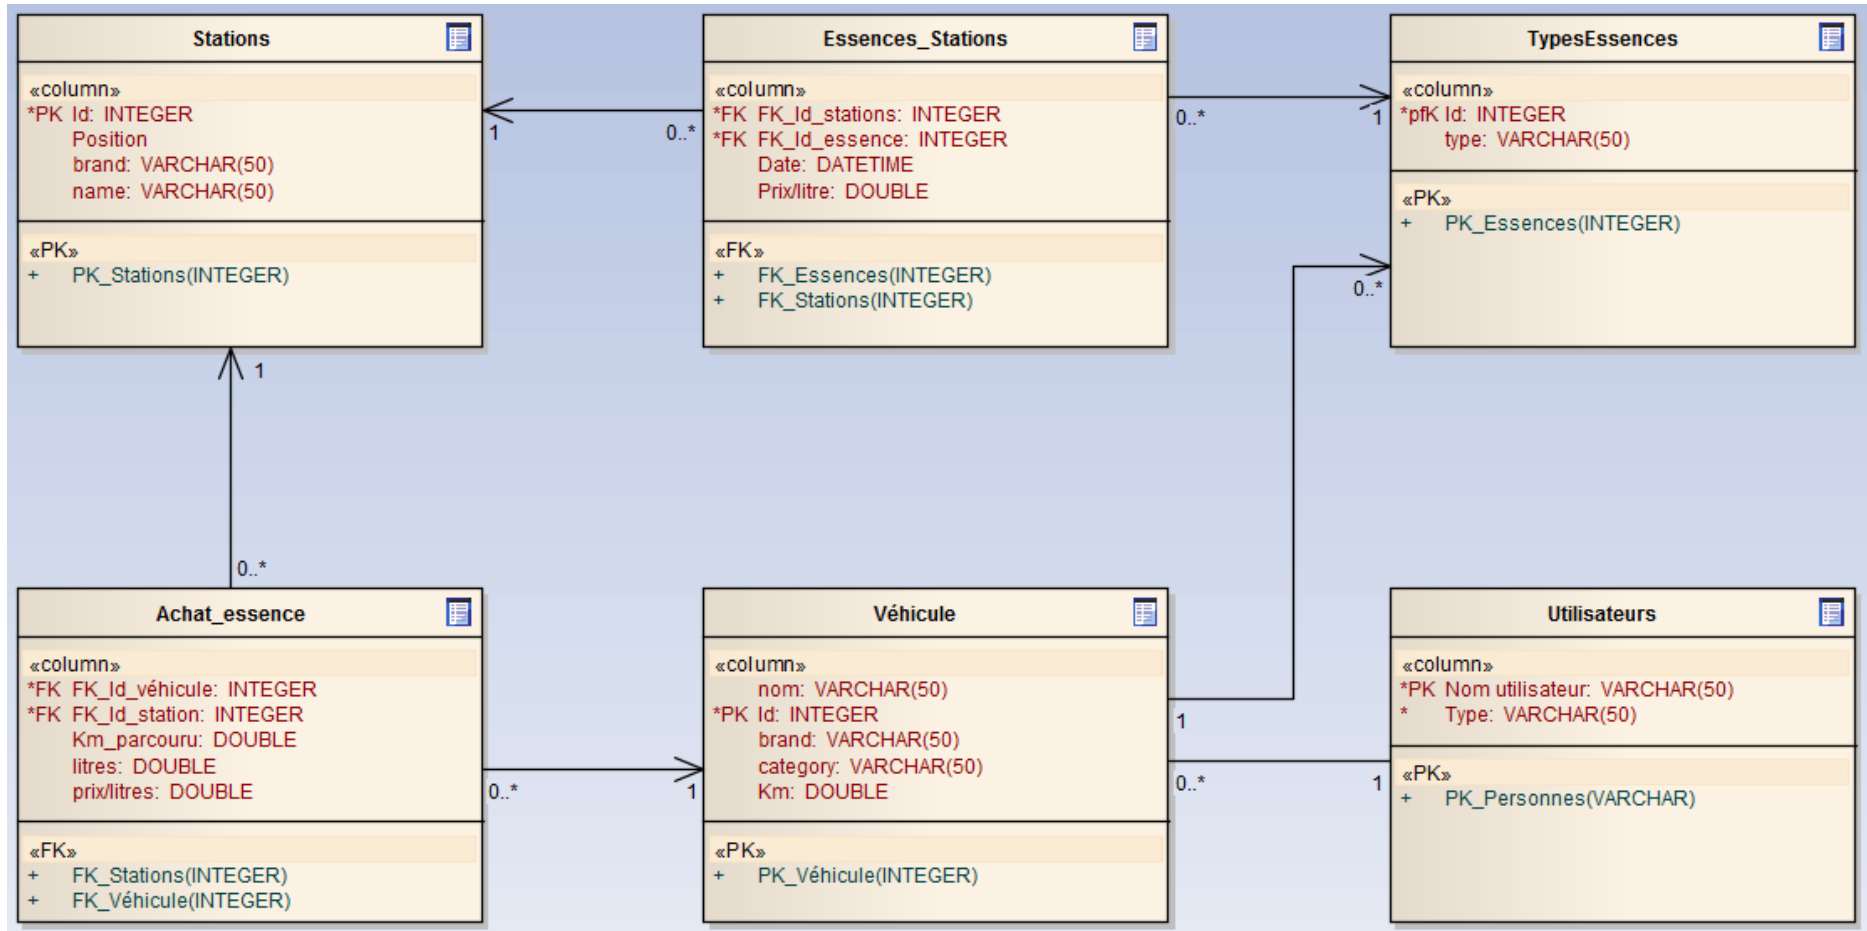 Stations
«column»
*PK Id: INTEGER
Position
brand: VARCHAR(50)
name: VARCHAR(50)
«PK»
+ PK_Stations(INTEGER)
1
0..*
Essences_Stations
«column»
*FK FK_Id_stations: INTEGER
*FK FK_Id_essence: INTEGER
Date: DATETIME
Prix/litre: DOUBLE
«FK»
+ FK_Essences(INTEGER)
+ FK_Stations(INTEGER)
0..*
1
TypesEssences
«column»
*pfK Id: INTEGER
type: VARCHAR(50)
«PK»
+ PK_Essences(INTEGER)
0..*
1
0..*
Achat_essence
«column»
*FK FK_Id_véhicule: INTEGER
*FK FK_Id_station: INTEGER
Km_parcouru: DOUBLE
litres: DOUBLE
prix/litres: DOUBLE
«FK»
+ FK_Stations(INTEGER)
+ FK_Véhicule(INTEGER)
0..*
1
Véhicule
«column»
nom: VARCHAR(50)
*PK Id: INTEGER
brand: VARCHAR(50)
category: VARCHAR(50)
Km: DOUBLE
«PK»
+ PK_Véhicule(INTEGER)
1
0..*
1
Utilisateurs
«column»
*PK Nom utilisateur: VARCHAR(50)
* Type: VARCHAR(50)
«PK»
+ PK_Personnes(VARCHAR)